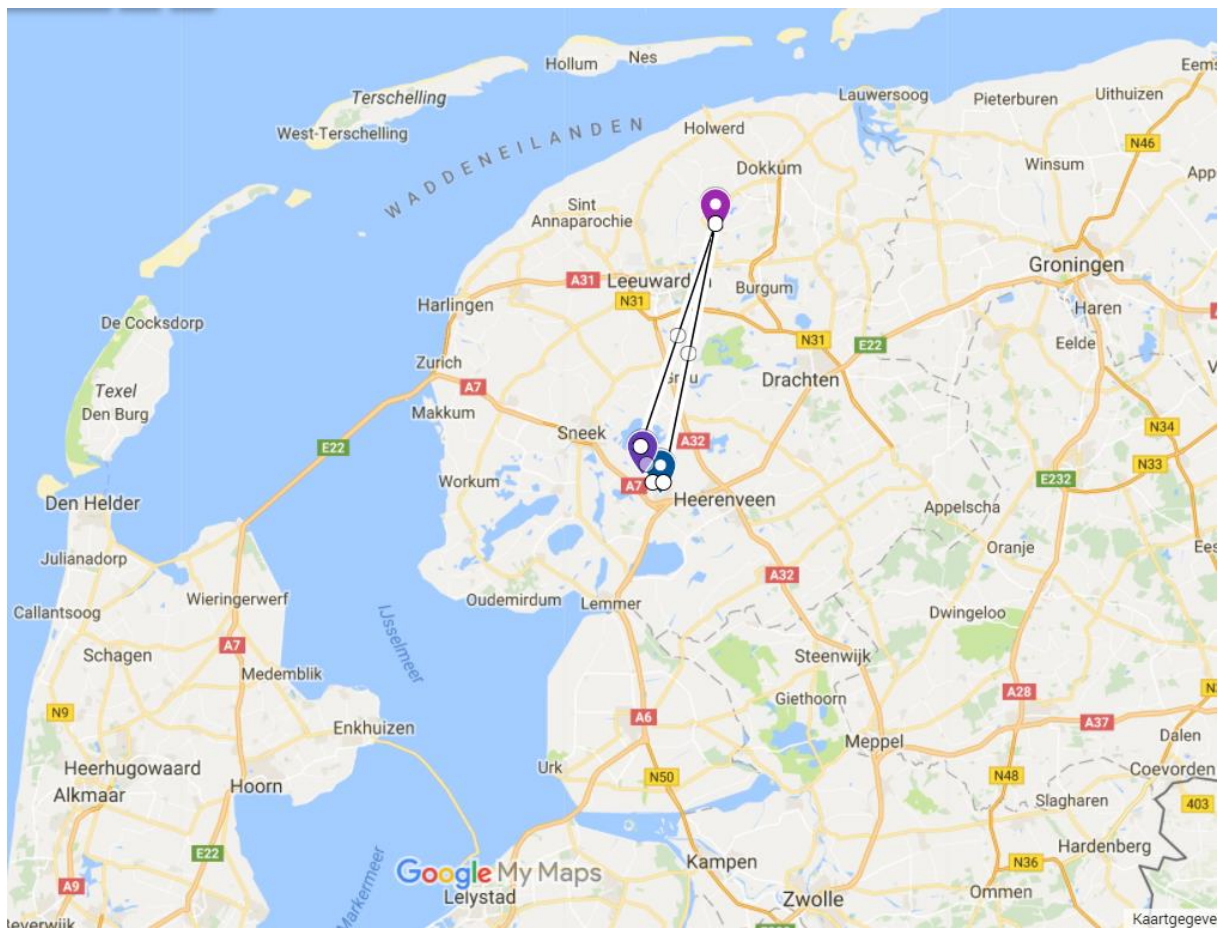 Hollum
Nes
Terschelling
West-Terschelling
WADDENEILANDEN
Holwerd
Lauwersoog
Pieterburen
Uithuizen
N46
Winsum
Dokkum
Sint
Annaparochie
Groningen
Leeuward
A31
N31
Burgum
Harlingen
Haren
De Cocksdorp
N31
E22
Eelde
Zurich
A7
Texel
Den Burg
Drachten
Makkum
Sneek
A32
N34
E22
N33
Workum
A7
Heerenveen
E232
Den Helder
Appelscha
Julianadorp
Oranje
A32
Wieringerwerf
Oudemirdum
Lemmer
Callantsoog
Dwingeloo
IJsselmeer
A7
Schagen
Steenwijk
Medemblik
A28
Giethoorn
N9
A6
A37
Enkhuizen
Meppel
Dalen
Heerhugowaard
Urk
N50
N48
Coevorden
Alkmaar
Hoorn
Slagharen
403
E22
Kampen
Hardenberg
Google My Maps
N36
A9
Lelystad
Zwolle
Ommen
Markermeer
Kaartgegeve